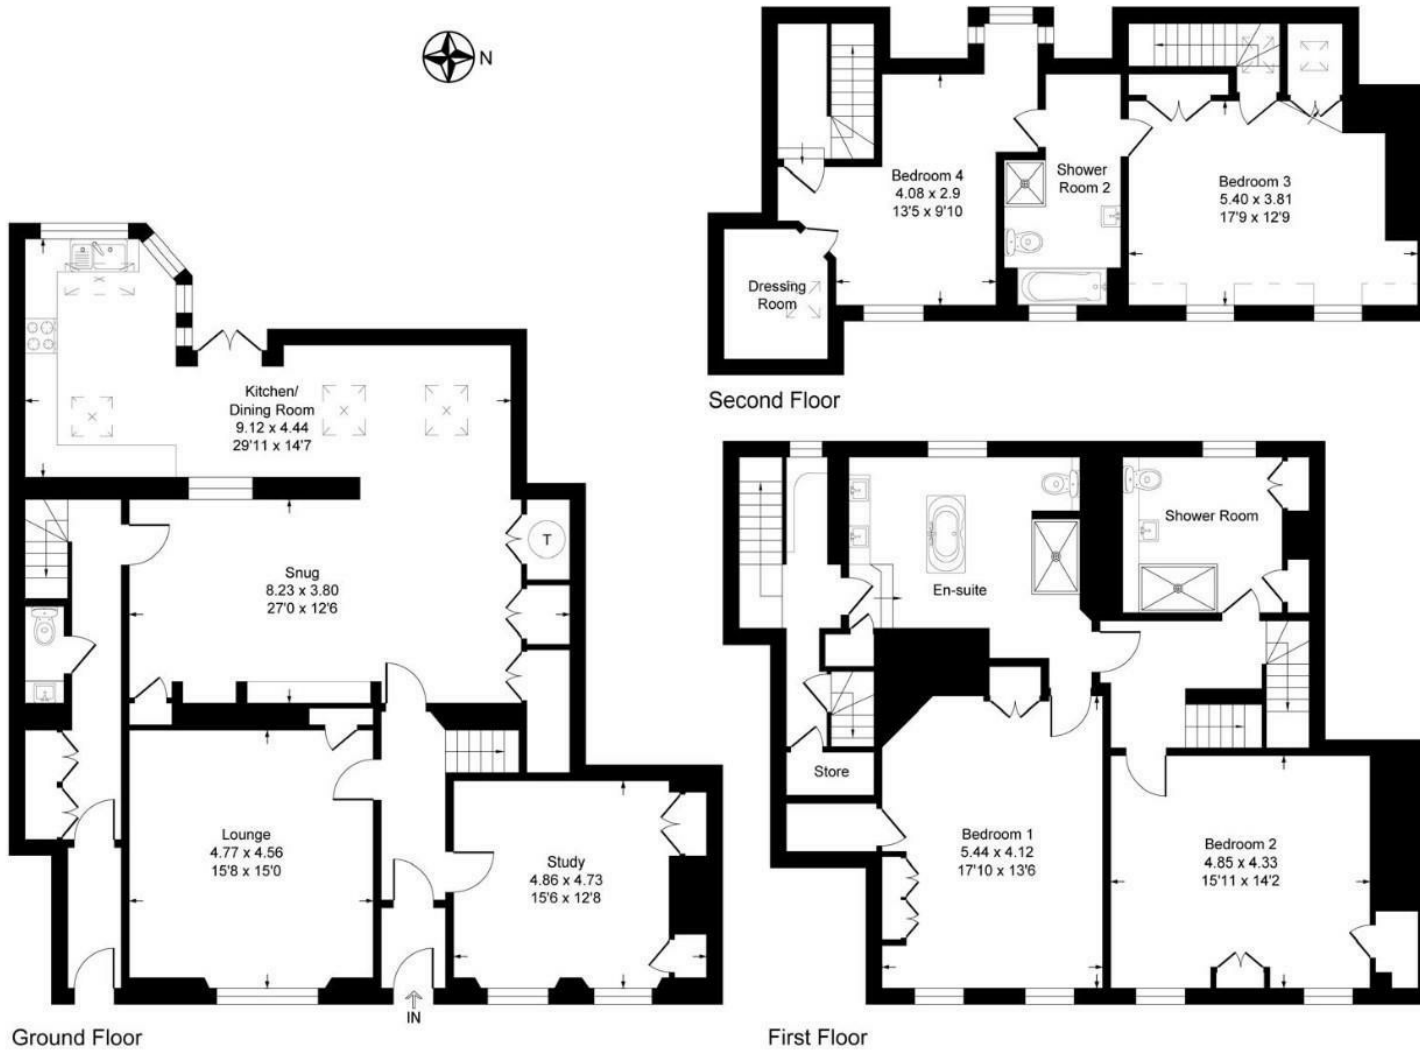 N
Bedroom 4
4.08 x 2.9
13'5 x 9'10
Shower
Room 2
Bedroom 3
5.40 x 3.81
17'9 x 12'9
Dressing
Room
Second Floor
Kitchen/
Dining Room
9.12 x 4.44
29'11 x 14'7
Snug
8.23 x 3.80
27'0 x 12'6
T
Lounge
4.77 x 4.56
15'8 x 15'0
Study
4.86 x 4.73
15'6 x 12'8
IN
Ground Floor
En-suite
Shower Room
Store
Bedroom 1
5.44 x 4.12
17'10 x 13'6
Bedroom 2
4.85 x 4.33
15'11 x 14'2
First Floor